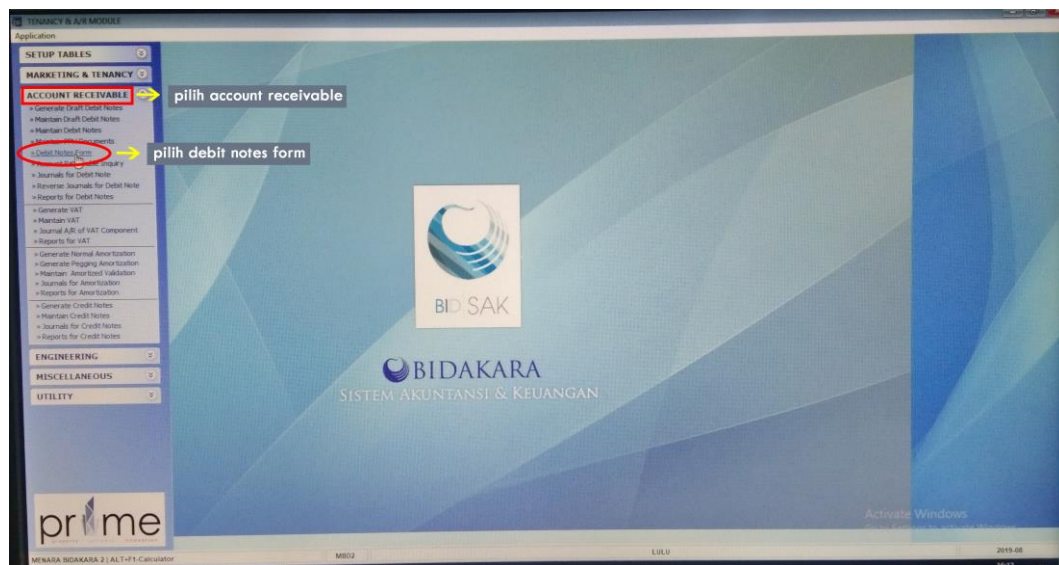 TENANCY & A/R MODULE
Application
SETUP TABLES
MARKETING & TENANCY
ACCOUNT RECEIVABLE
pilih account receivable
» Generate Draft Debit Notes
» Maintain Draft Debit Notes
» Maintain Debit Notes
» Debit Notes Form
pilih debit notes form
» Journals for Debit Note
» Reverse Journals for Debit Note
» Reports for Debit Notes
» Generate VAT
» Maintain VAT
» Journal A/R of VAT Component
» Reports for VAT
» Generate Normal Amortization
» Generate Pegging Amortization
» Maintain Amortized Validation
» Journals for Amortization
» Reports for Amortization
» Generate Credit Notes
» Maintain Credit Notes
» Journals for Credit Notes
» Reports for Credit Notes
ENGINEERING
MISCELLANEOUS
UTILITY
BID SAK
BIDAKARA
SISTEM AKUNTANSI & KEUANGAN
prime
Activate Windows
MENARA BIDAKARA 2 | ALT+F1-Calculator
MBD2
LULU
2019-08